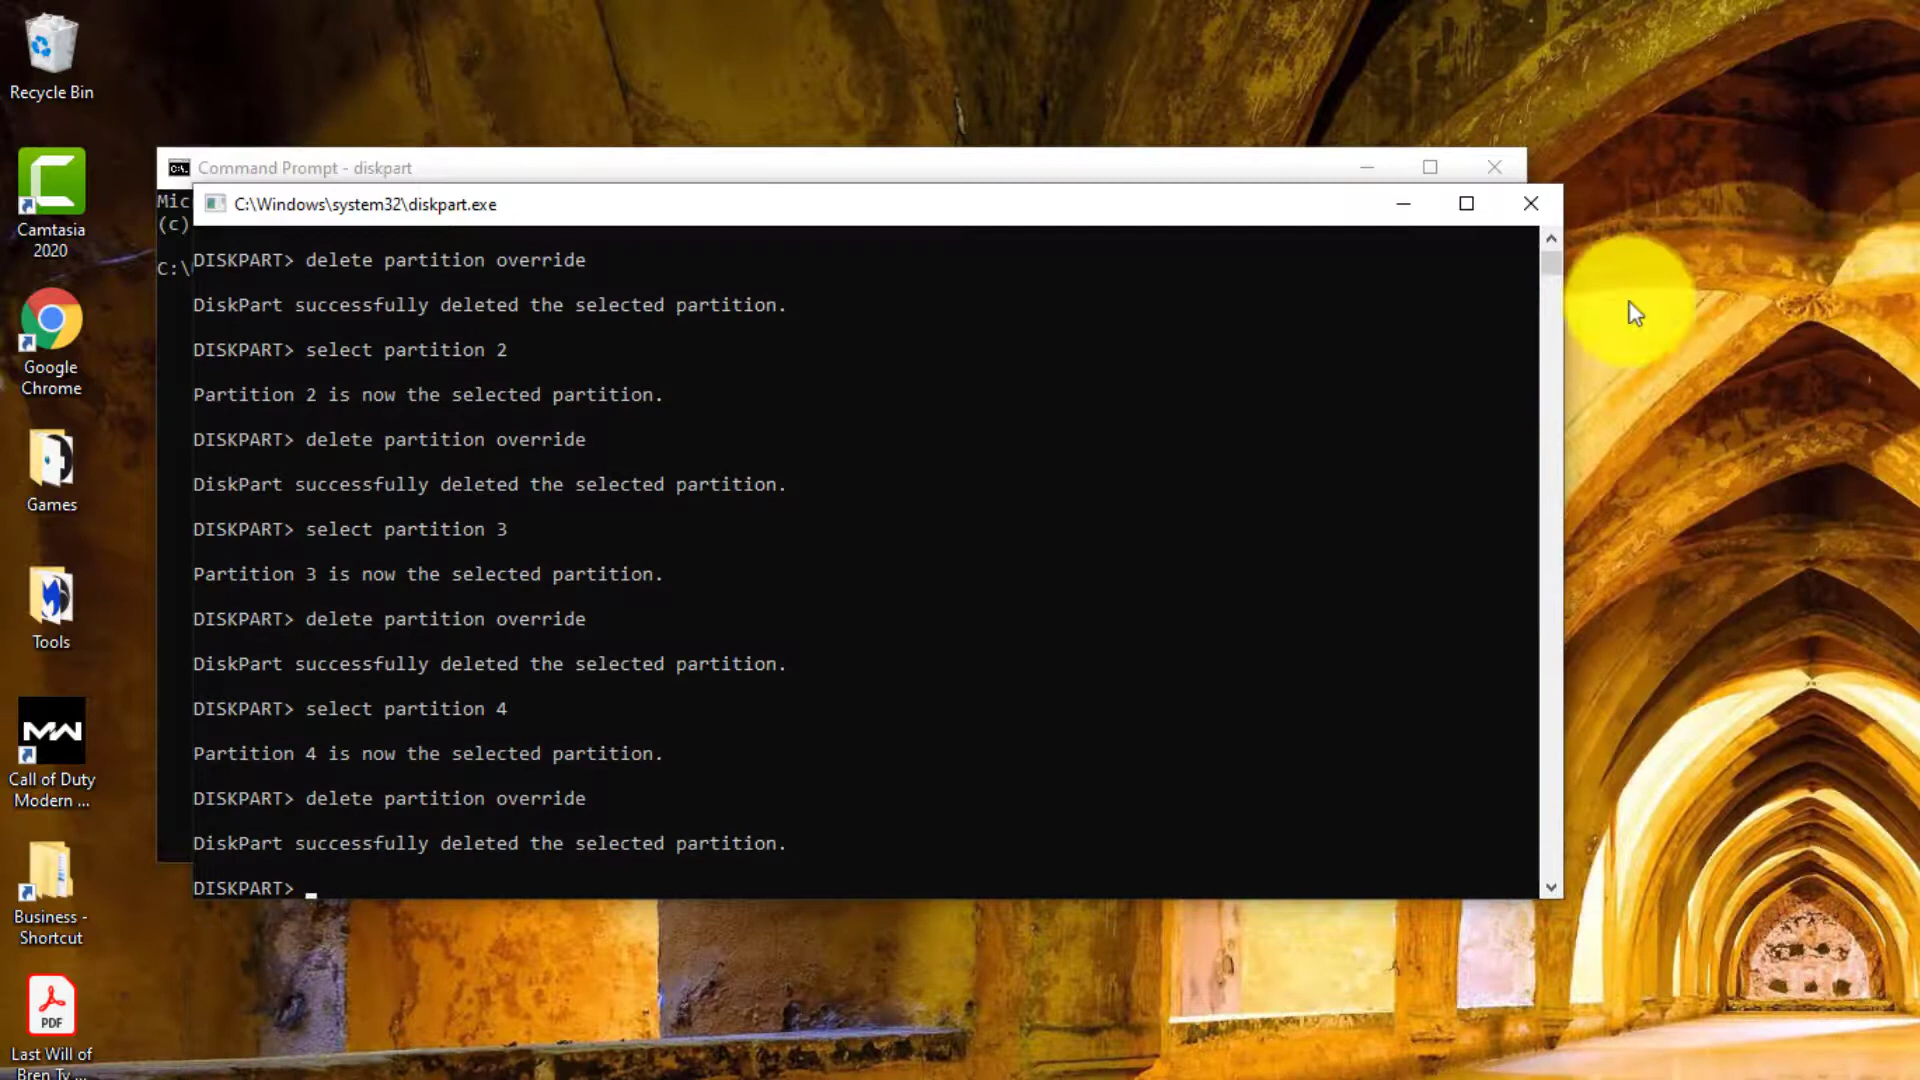 Recycle Bin
Camtasia
2020
Google
Chrome
Games
Tools
MW
Call of Duty
Modern ...
Business -
Shortcut
PDF
Last Will of
Bren Ty ...
Command Prompt - diskpart
Mic
(c)
C:\
C:\Windows\system32\diskpart.exe
DISKPART> delete partition override
DiskPart successfully deleted the selected partition.
DISKPART> select partition 2
Partition 2 is now the selected partition.
DISKPART> delete partition override
DiskPart successfully deleted the selected partition.
DISKPART> select partition 3
Partition 3 is now the selected partition.
DISKPART> delete partition override
DiskPart successfully deleted the selected partition.
DISKPART> select partition 4
Partition 4 is now the selected partition.
DISKPART> delete partition override
DiskPart successfully deleted the selected partition.
DISKPART>